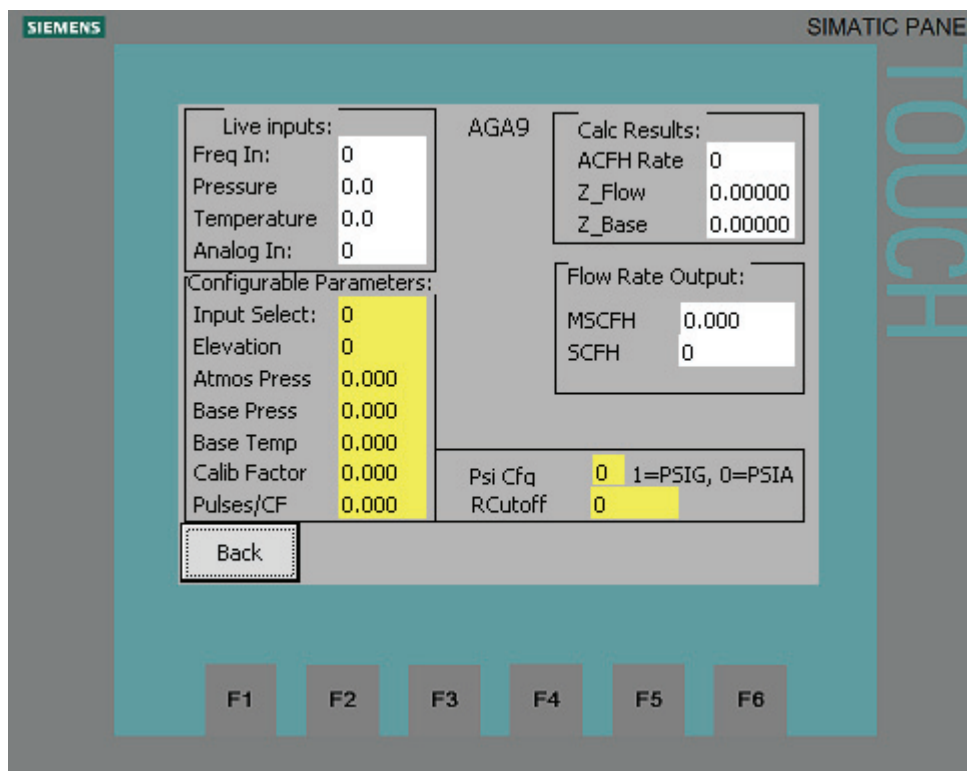 SIEMENS
SIMATIC PANE
TOUCH
Live inputs:
Freq In: 0
Pressure 0.0
Temperature 0.0
Analog In: 0
AGA9
Calc Results:
ACFH Rate 0
Z_Flow 0.00000
Z_Base 0.00000
Configurable Parameters:
Input Select: 0
Elevation 0
Atmos Press 0.000
Base Press 0.000
Base Temp 0.000
Calib Factor 0.000
Pulses/CF 0.000
Flow Rate Output:
MSCFH 0.000
SCFH 0
Psi Cfg 0 1=PSIG, 0=PSIA
RCutoff 0
Back
F1 F2 F3 F4 F5 F6